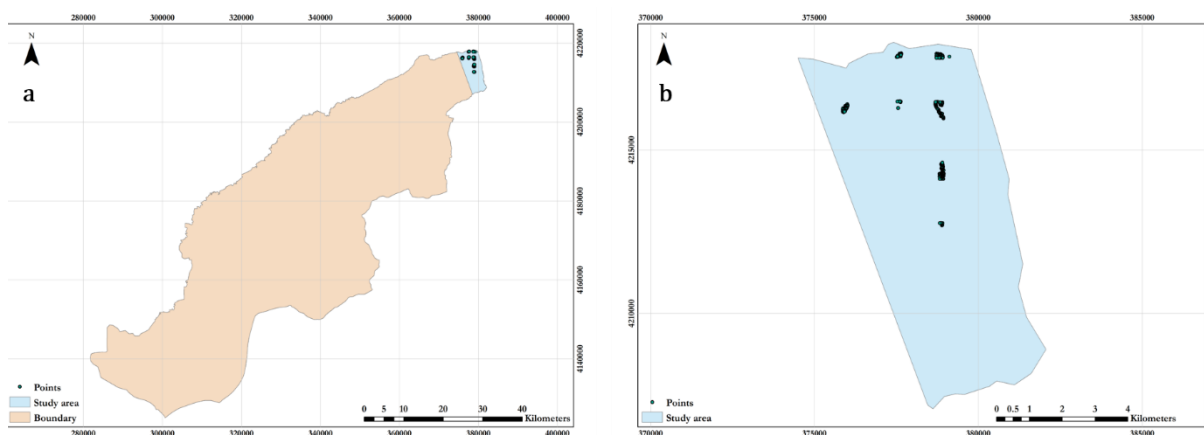 280000 300000 320000 340000 360000 380000 400000
N
a
4220000
4200000
4180000
4160000
4140000
Points
Study area
Boundary
0 5 10 20 30 40
Kilometers
280000 300000 320000 340000 360000 380000 400000
370000 375000 380000 385000
N
b
4215000
4210000
Points
Study area
0 0.5 1 2 3 4
Kilometers
370000 375000 380000 385000